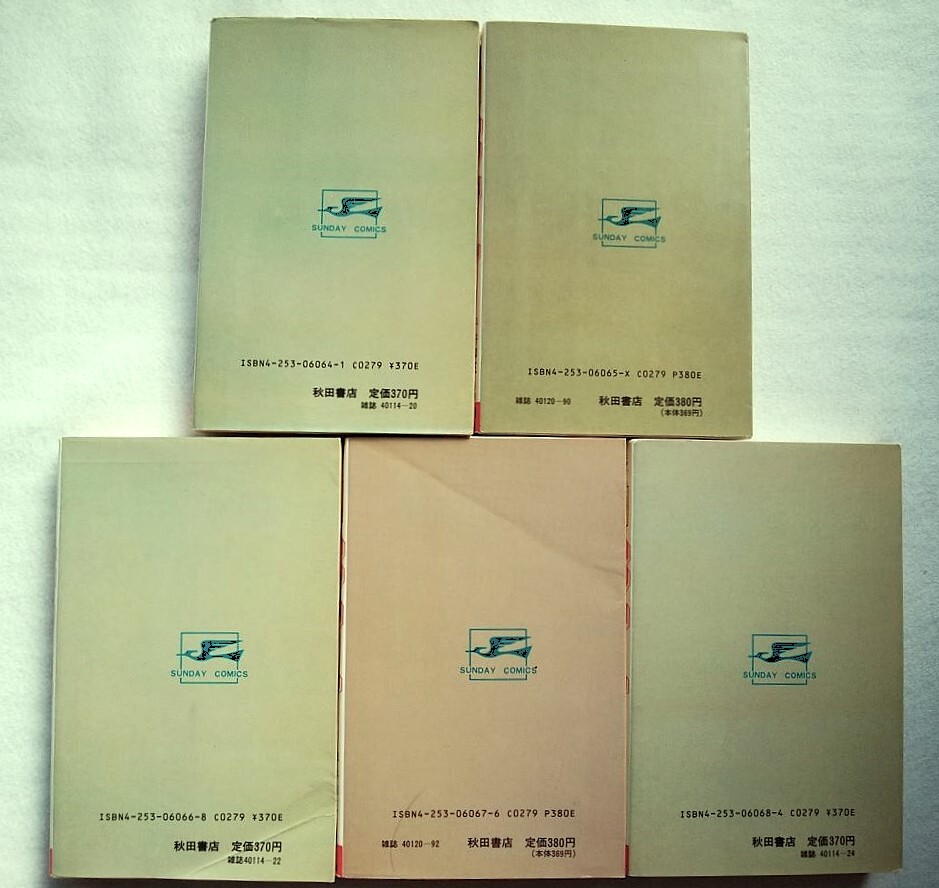 SUNDAY COMICS
ISBN4-253-06064-1 C0279 ¥370E
秋田書店 定価370円
雑誌 40114-20
SUNDAY COMICS
ISBN4-253-06065-X C0279 P380E
雑誌 40120-90 秋田書店 定価380円
(本体369円)
SUNDAY COMICS
ISBN4-253-06066-8 C0279 ¥370E
秋田書店 定価370円
雑誌 40114-22
SUNDAY COMICS
ISBN4-253-06067-6 C0279 P380E
雑誌 40120-92 秋田書店 定価380円
(本体369円)
SUNDAY COMICS
ISBN4-253-06068-4 C0279 ¥370E
秋田書店 定価370円
雑誌 40114-24